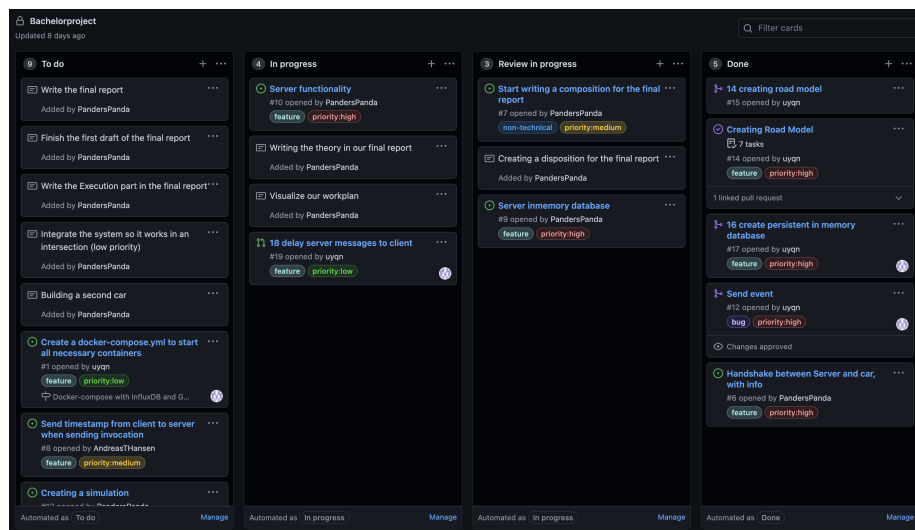 Bachelorproject
Updated 8 days ago
Filter cards
9 To do
Write the final report
Added by PandersPanda
Finish the first draft of the final report
Added by PandersPanda
Write the Execution part in the final report
Added by PandersPanda
Integrate the system so it works in an
intersection (low priority)
Added by PandersPanda
Building a second car
Added by PandersPanda
Create a docker-compose.yml to start
all necessary containers
#1 opened by uyqn
feature priority:low
Docker-compose with InfluxDB and G...
Send timestamp from client to server
when sending invocation
#8 opened by AndreasTHansen
feature priority:medium
Creating a simulation
Automated as To do Manage
4 In progress
Server functionality
#10 opened by PandersPanda
feature priority:high
Writing the theory in our final report
Added by PandersPanda
Visualize our workplan
Added by PandersPanda
18 delay server messages to client
#19 opened by uyqn
feature priority:low
Automated as In progress Manage
3 Review in progress
Start writing a composition for the final
report
#7 opened by PandersPanda
non-technical priority:medium
Creating a disposition for the final report
Added by PandersPanda
Server inmemory database
#9 opened by PandersPanda
feature priority:high
Automated as In progress Manage
5 Done
14 creating road model
#15 opened by uyqn
Creating Road Model
7 tasks
#14 opened by uyqn
feature priority:high
1 linked pull request
16 create persistent in memory
database
#17 opened by uyqn
feature priority:high
Send event
#12 opened by uyqn
bug priority:high
Changes approved
Handshake between Server and car,
with info
#6 opened by PandersPanda
feature priority:high
Automated as Done Manage